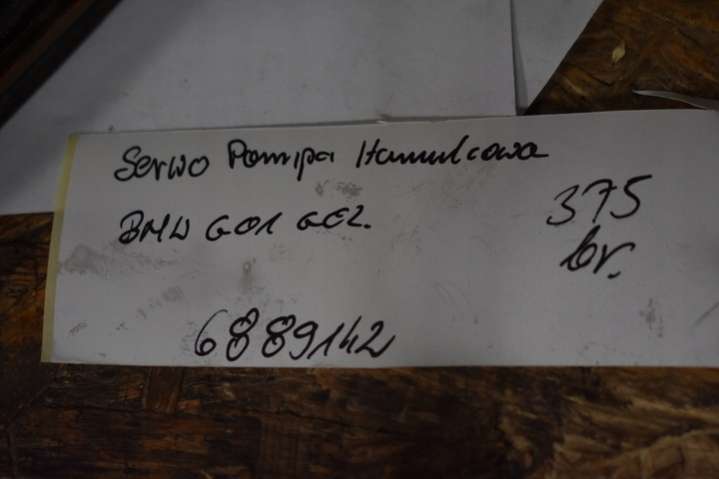 Serwo Pompa Hamulcowa
BMW G01 G02.
375
br.
6889142